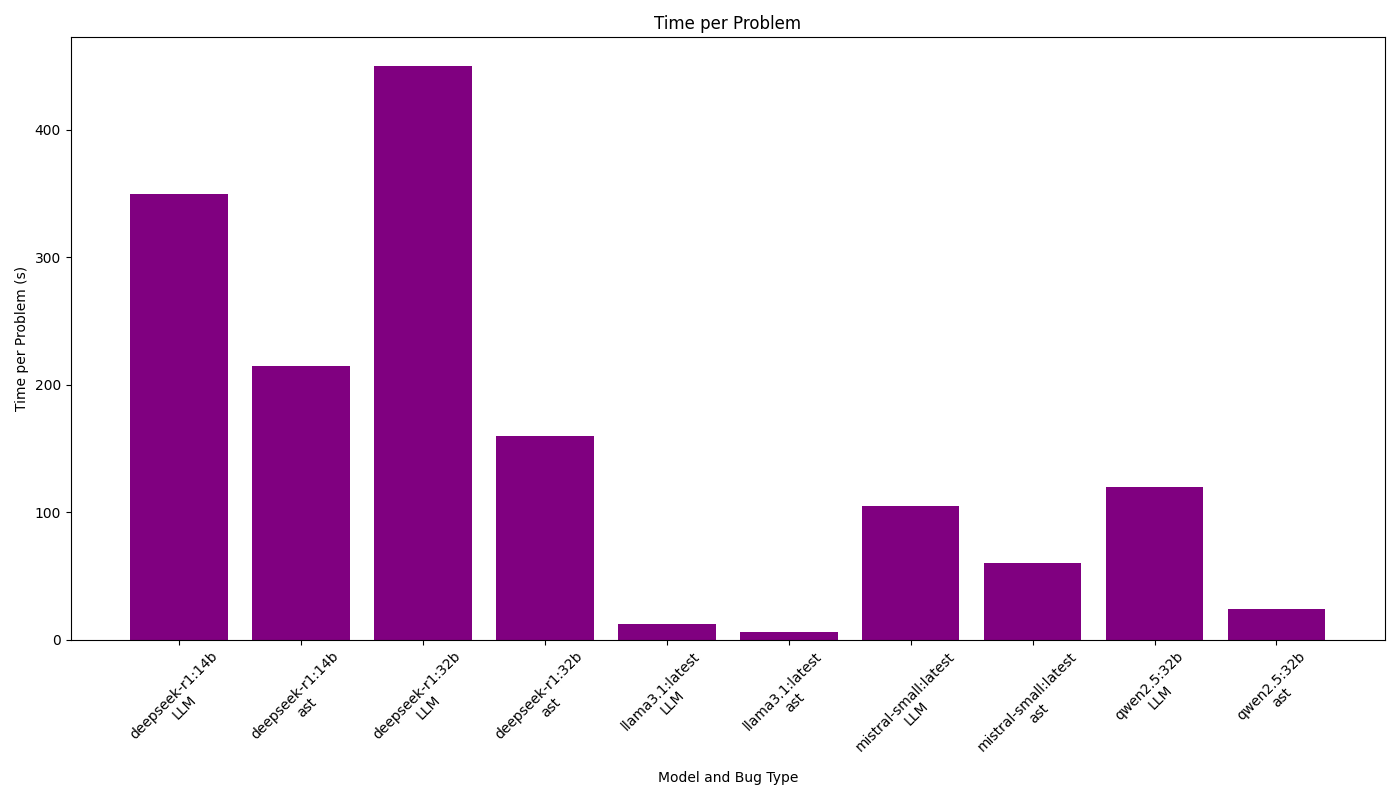 Time per Problem
Time per Problem (s)
400
300
200
100
0
deepseek-r1:14b
LLM
deepseek-r1:14b
ast
deepseek-r1:32b
LLM
deepseek-r1:32b
ast
llama3.1:latest
LLM
llama3.1:latest
ast
mistral-small:latest
LLM
mistral-small:latest
ast
qwen2.5:32b
LLM
qwen2.5:32b
ast
Model and Bug Type